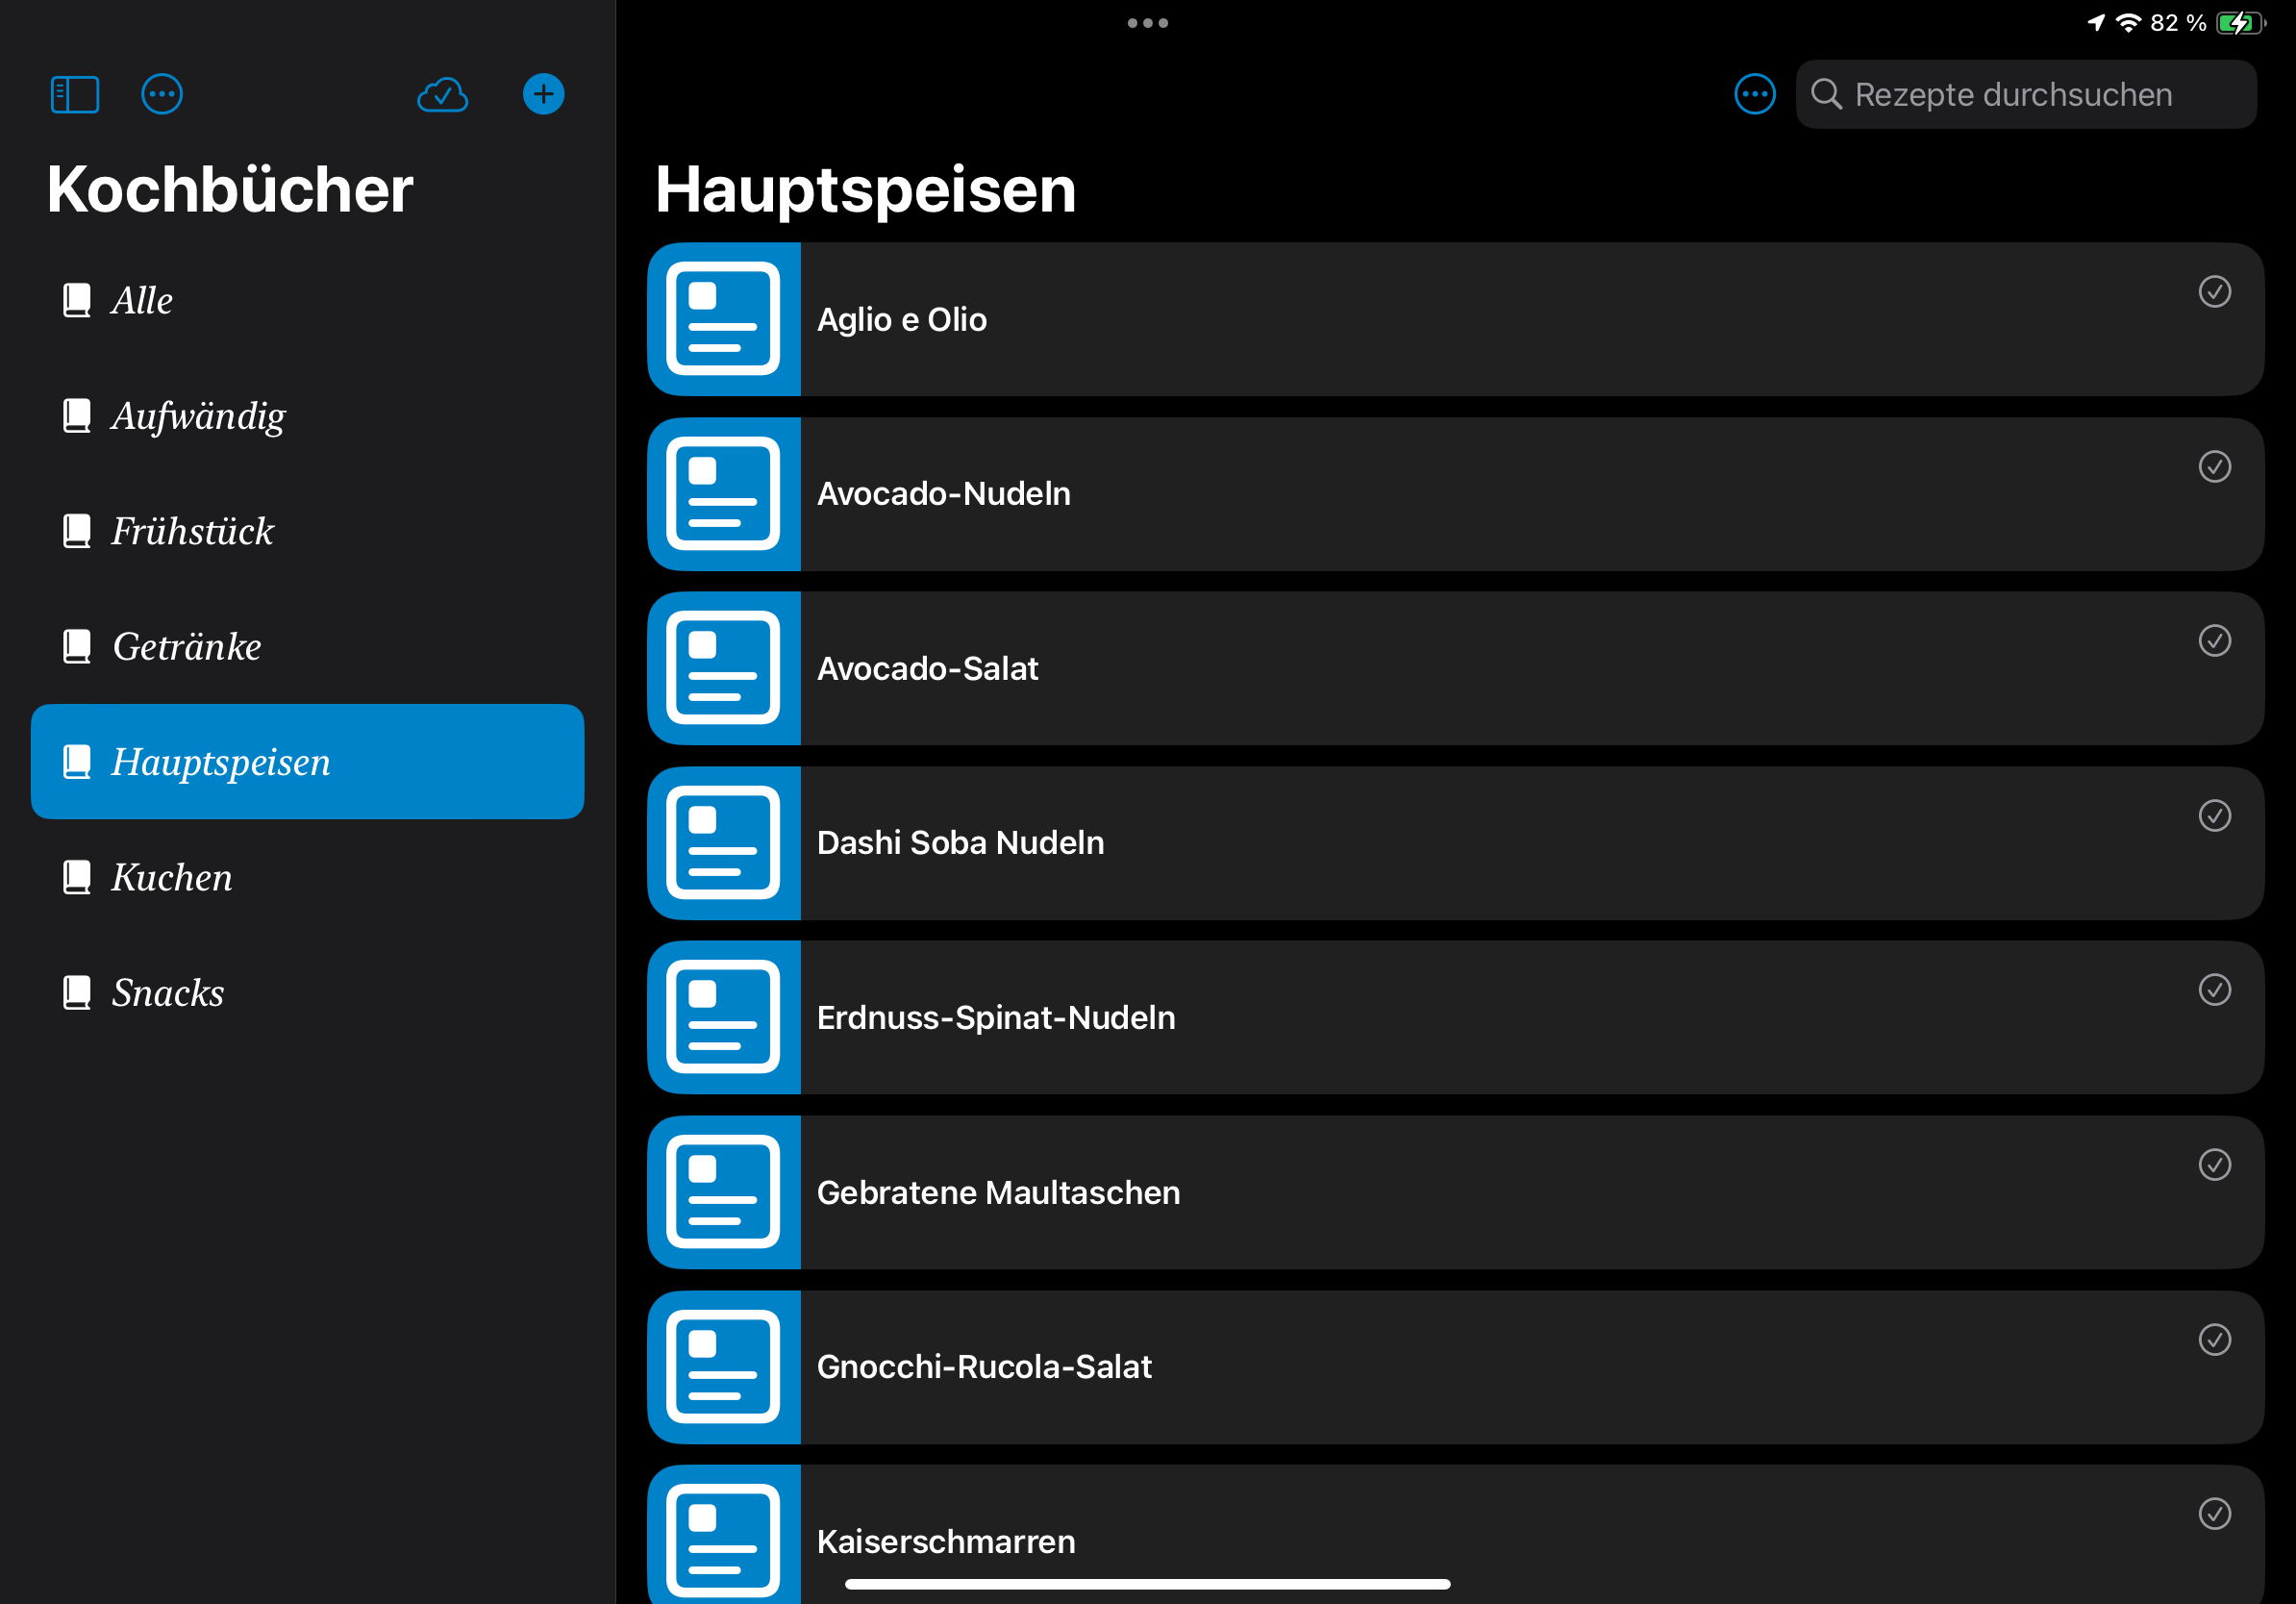 82 %
Kochbücher
Alle
Aufwändig
Frühstück
Getränke
Hauptspeisen
Kuchen
Snacks
Rezepte durchsuchen
Hauptspeisen
Aglio e Olio
Avocado-Nudeln
Avocado-Salat
Dashi Soba Nudeln
Erdnuss-Spinat-Nudeln
Gebratene Maultaschen
Gnocchi-Rucola-Salat
Kaiserschmarren